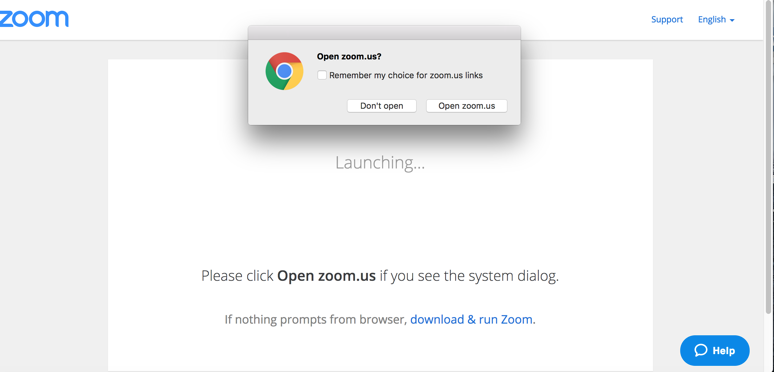 zoom
Support English
Open zoom.us?
Remember my choice for zoom.us links
Don't open Open zoom.us
Launching...
Please click Open zoom.us if you see the system dialog.
If nothing prompts from browser, download & run Zoom.
Help